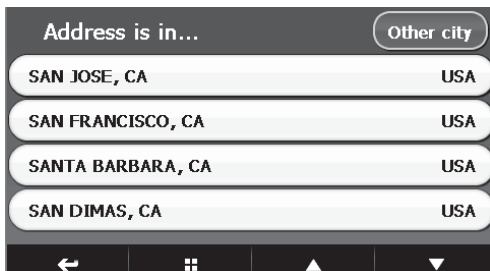 Address is in... Other city
SAN JOSE, CA USA
SAN FRANCISCO, CA USA
SANTA BARBARA, CA USA
SAN DIMAS, CA USA